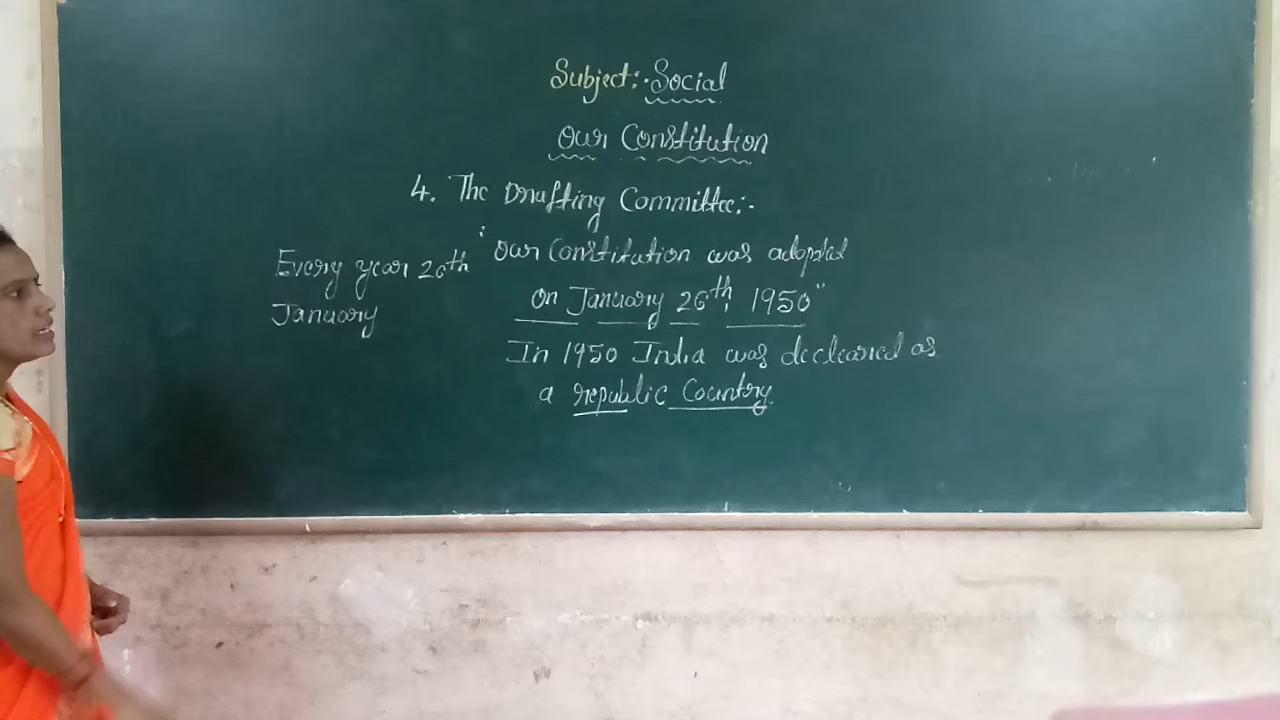 Subject:- Social
Our Constitution
4. The Drafting Committee:-
"Our Constitution was adopted
on January 26th, 1950"
In 1950 India was decleared as
a republic Country.
Every year 26th
January